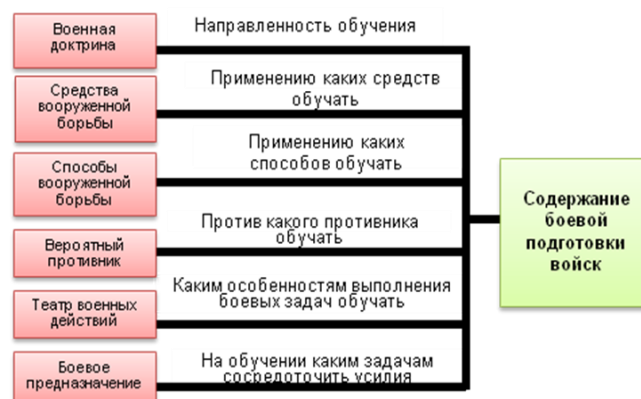 Военная
доктрина
Направленность обучения
Средства
вооруженной
борьбы
Применению каких средств
обучать
Способы
вооруженной
борьбы
Применению каких
способов обучать
Вероятный
противник
Против какого противника
обучать
Театр военных
действий
Каким особенностям выполнения
боевых задач обучать
Боевое
предназначение
На обучении каким задачам
сосредоточить усилия
Содержание
боевой
подготовки
войск